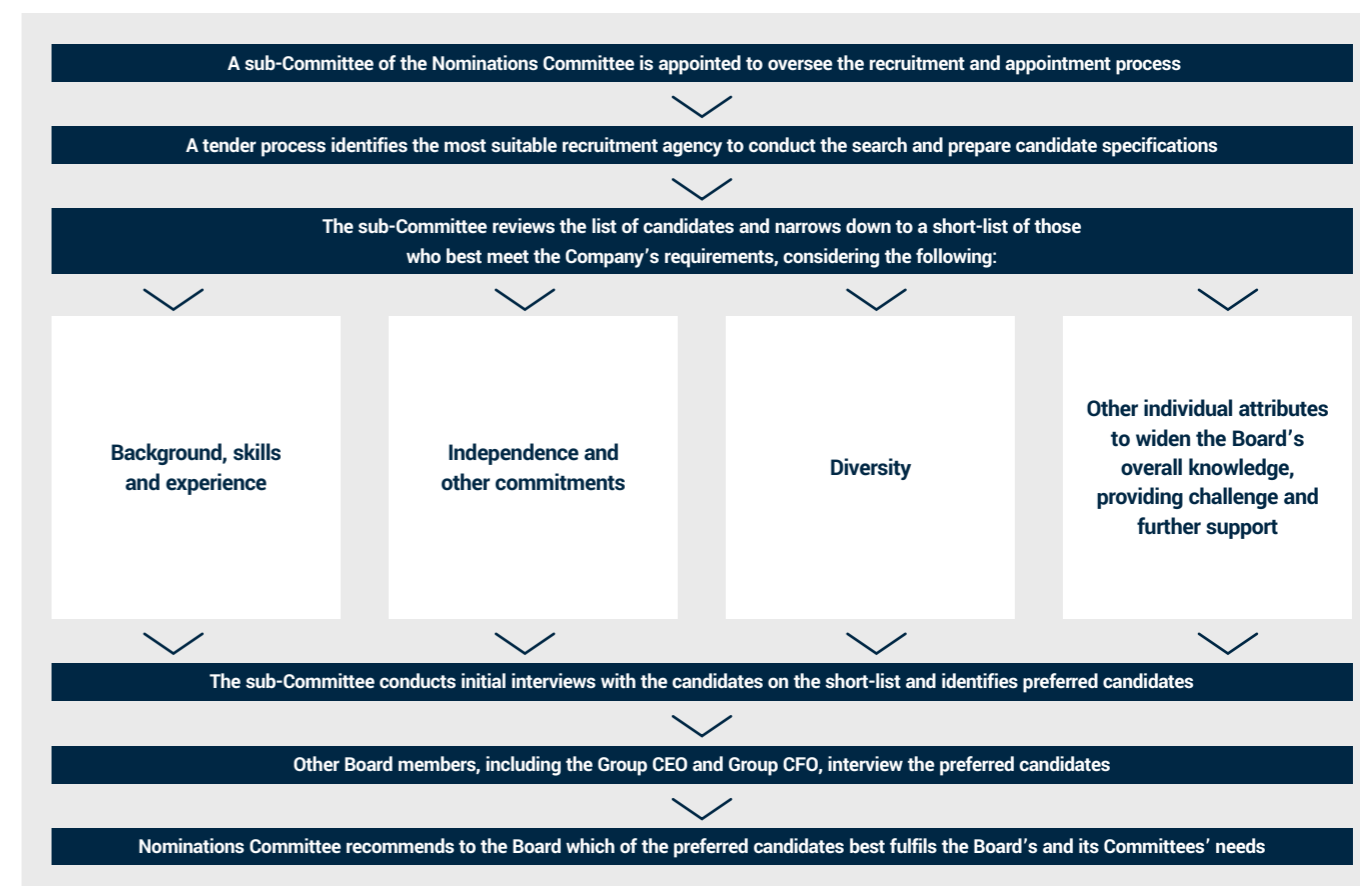 A sub-Committee of the Nominations Committee is appointed to oversee the recruitment and appointment process
A tender process identifies the most suitable recruitment agency to conduct the search and prepare candidate specifications
The sub-Committee reviews the list of candidates and narrows down to a short-list of those
who best meet the Company’s requirements, considering the following:
Background, skills
and experience
Independence and
other commitments
Diversity
Other individual attributes
to widen the Board’s
overall knowledge,
providing challenge and
further support
The sub-Committee conducts initial interviews with the candidates on the short-list and identifies preferred candidates
Other Board members, including the Group CEO and Group CFO, interview the preferred candidates
Nominations Committee recommends to the Board which of the preferred candidates best fulfils the Board’s and its Committees’ needs